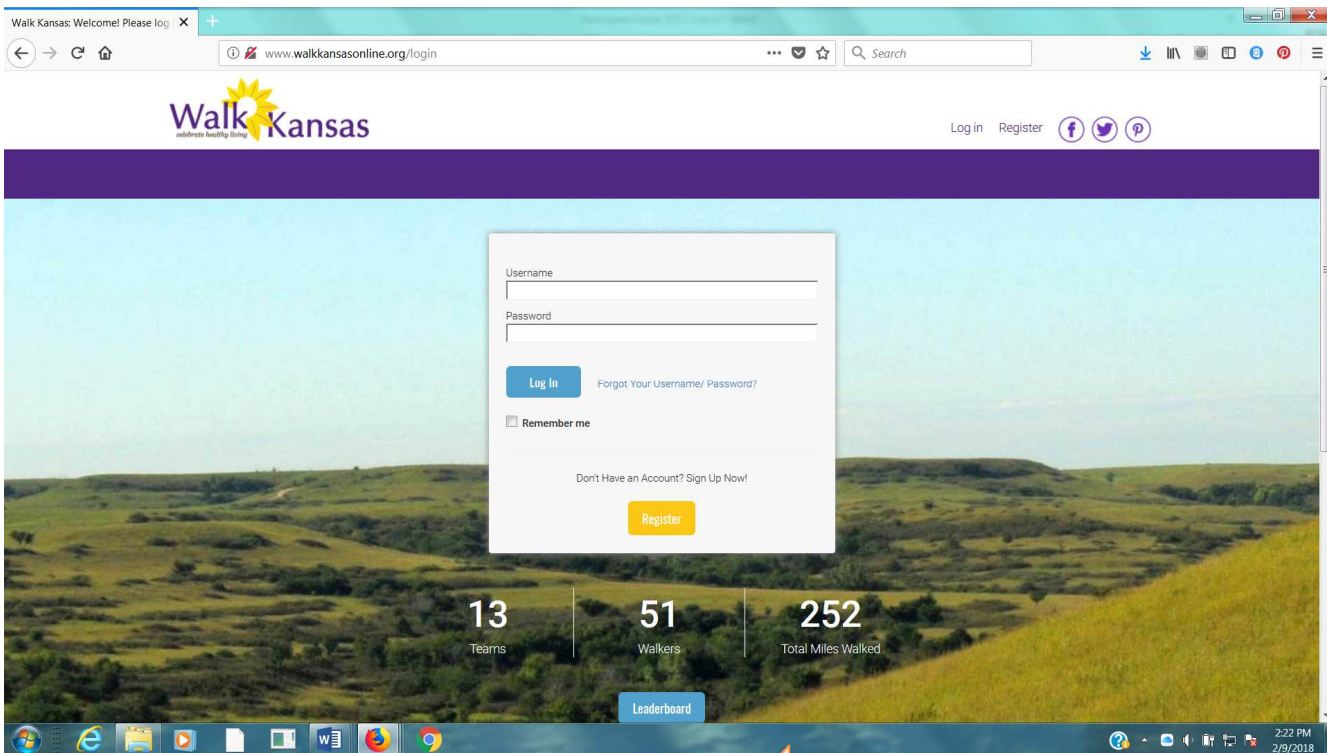 Walk Kansas: Welcome! Please log
www.walkkansasonline.org/login
Search
Walk Kansas
celebrate healthy living
Log in Register
Username
Password
Log In Forgot Your Username/ Password?
Remember me
Don't Have an Account? Sign Up Now!
Register
13 51 252
Teams Walkers Total Miles Walked
Leaderboard
2:22 PM
2/9/2018